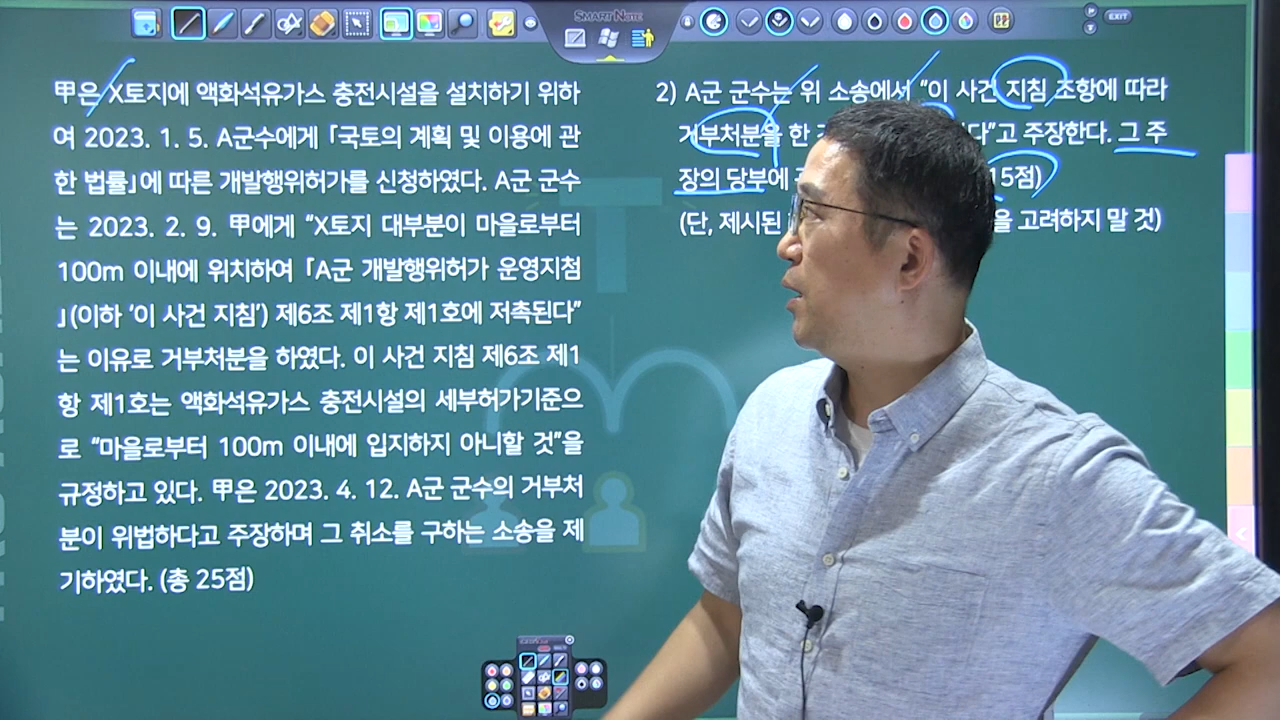 SMART NOTE
EXIT
甲은 X토지에 액화석유가스 충전시설을 설치하기 위하
여 2023. 1. 5. A군수에게 「국토의 계획 및 이용에 관
한 법률」에 따른 개발행위허가를 신청하였다. A군 군수
는 2023. 2. 9. 甲에게 “X토지 대부분이 마을로부터
100m 이내에 위치하여 「A군 개발행위허가 운영지침
」(이하 ‘이 사건 지침’) 제6조 제1항 제1호에 저촉된다”
는 이유로 거부처분을 하였다. 이 사건 지침 제6조 제1
항 제1호는 액화석유가스 충전시설의 세부허가기준으
로 “마을로부터 100m 이내에 입지하지 아니할 것”을
규정하고 있다. 甲은 2023. 4. 12. A군 군수의 거부처
분이 위법하다고 주장하며 그 취소를 구하는 소송을 제
기하였다. (총 25점)
2) A군 군수는 위 소송에서 “이 사건 지침 조항에 따라
거부처분을 한 다”고 주장한다. 그 주
장의 당부에 15점)
(단, 제시된 을 고려하지 말 것)